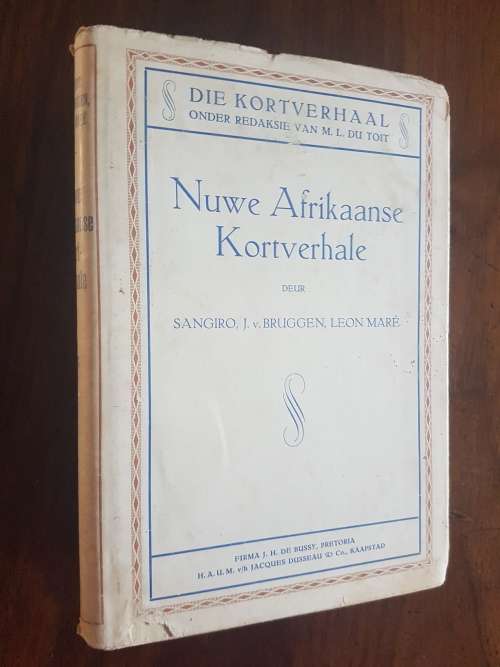 DIE KORTVERHAAL
ONDER REDAKSIE VAN M. L. DU TOIT
Nuwe Afrikaanse
Kortverhale
DEUR
SANGIRO, J. v. BRUGGEN, LEON MARÉ
FIRMA J. H. DE BUSSY, PRETORIA
H. A. U. M. v/h JACQUES DUSSEAU & Co., KAAPSTAD